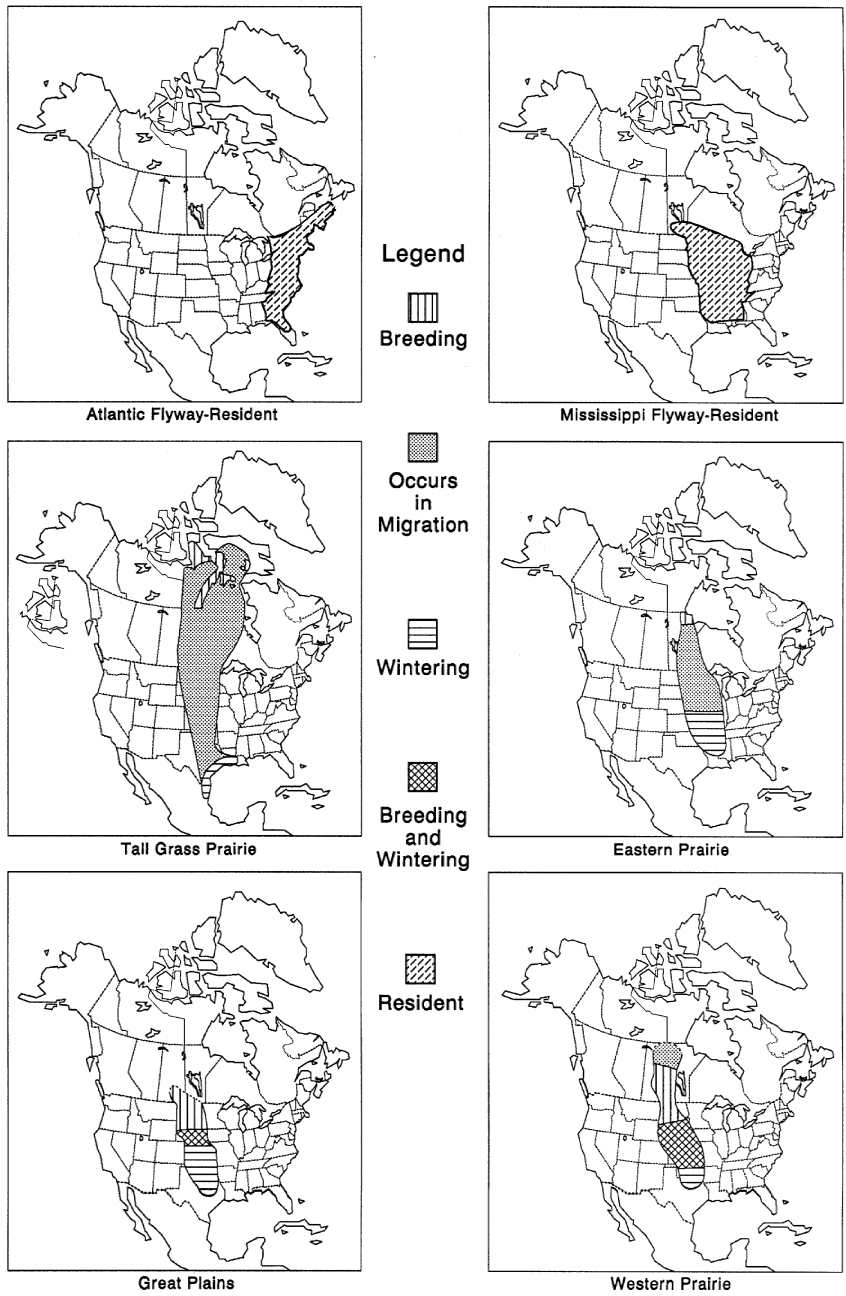 Atlantic Flyway-Resident
Mississippi Flyway-Resident
Legend
Breeding
Occurs
in
Migration
Wintering
Breeding
and
Wintering
Resident
Tall Grass Prairie
Eastern Prairie
Great Plains
Western Prairie